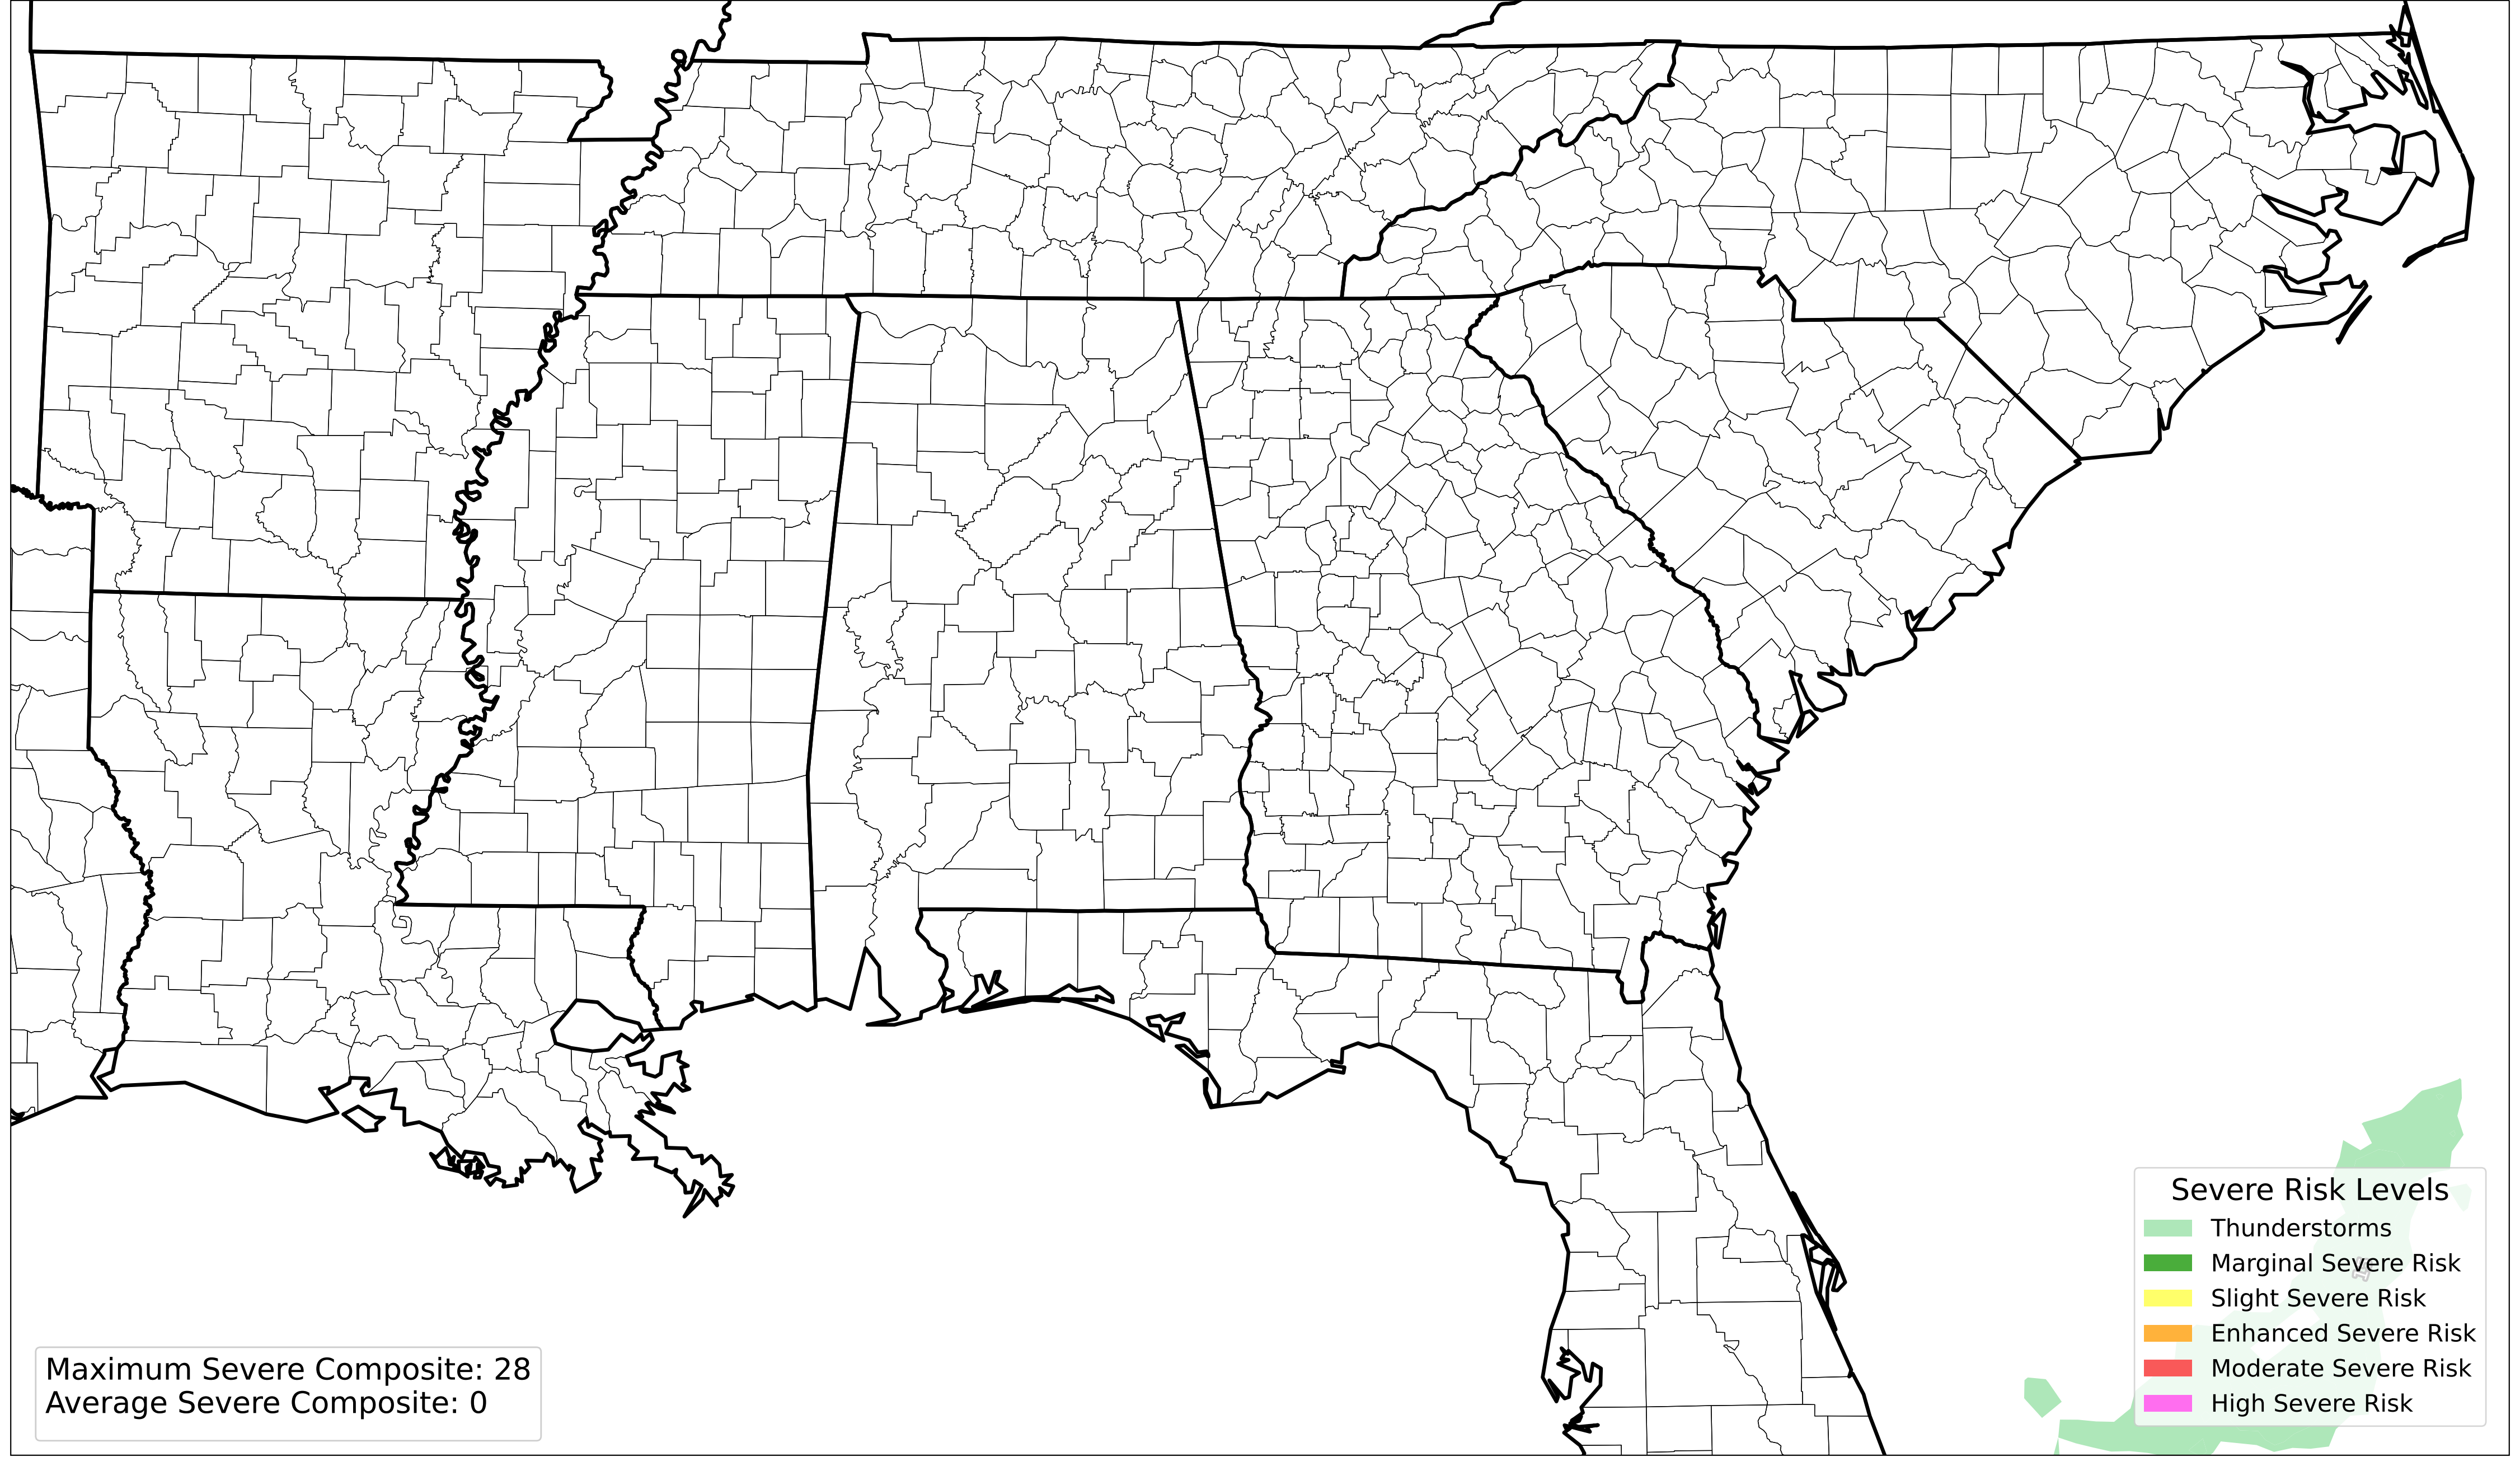 Severe Risk Levels
Thunderstorms
Marginal Severe Risk
Slight Severe Risk
Enhanced Severe Risk
Moderate Severe Risk
High Severe Risk
Maximum Severe Composite: 28
Average Severe Composite: 0